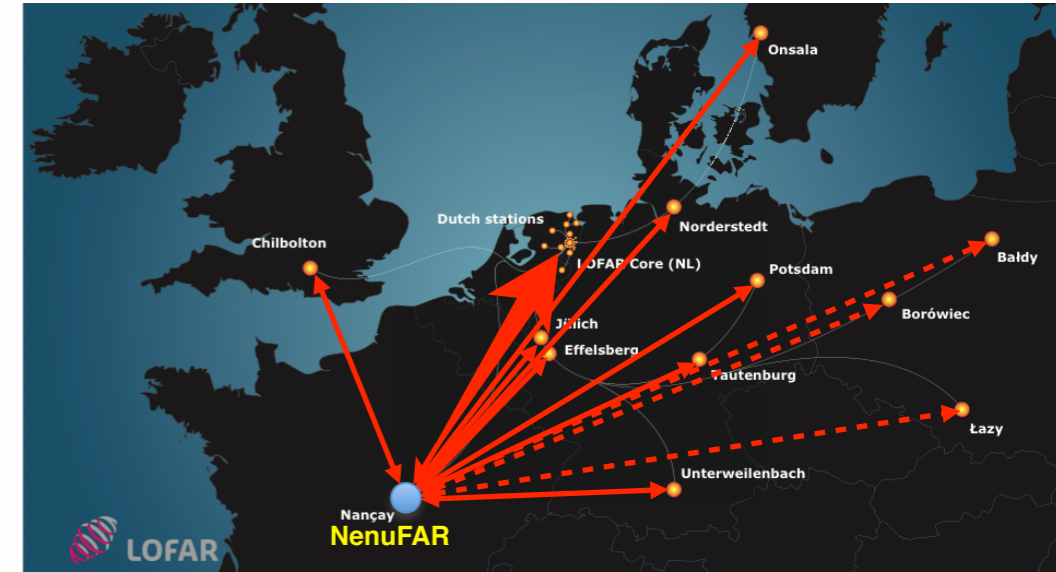 Onsala
Dutch stations
Norderstedt
Chilbolton
LOFAR Core (NL)
Bałdy
Potsdam
Borówiec
Jülich
Effelsberg
Tautenburg
Łazy
Unterweilenbach
Nançay
NenuFAR
LOFAR